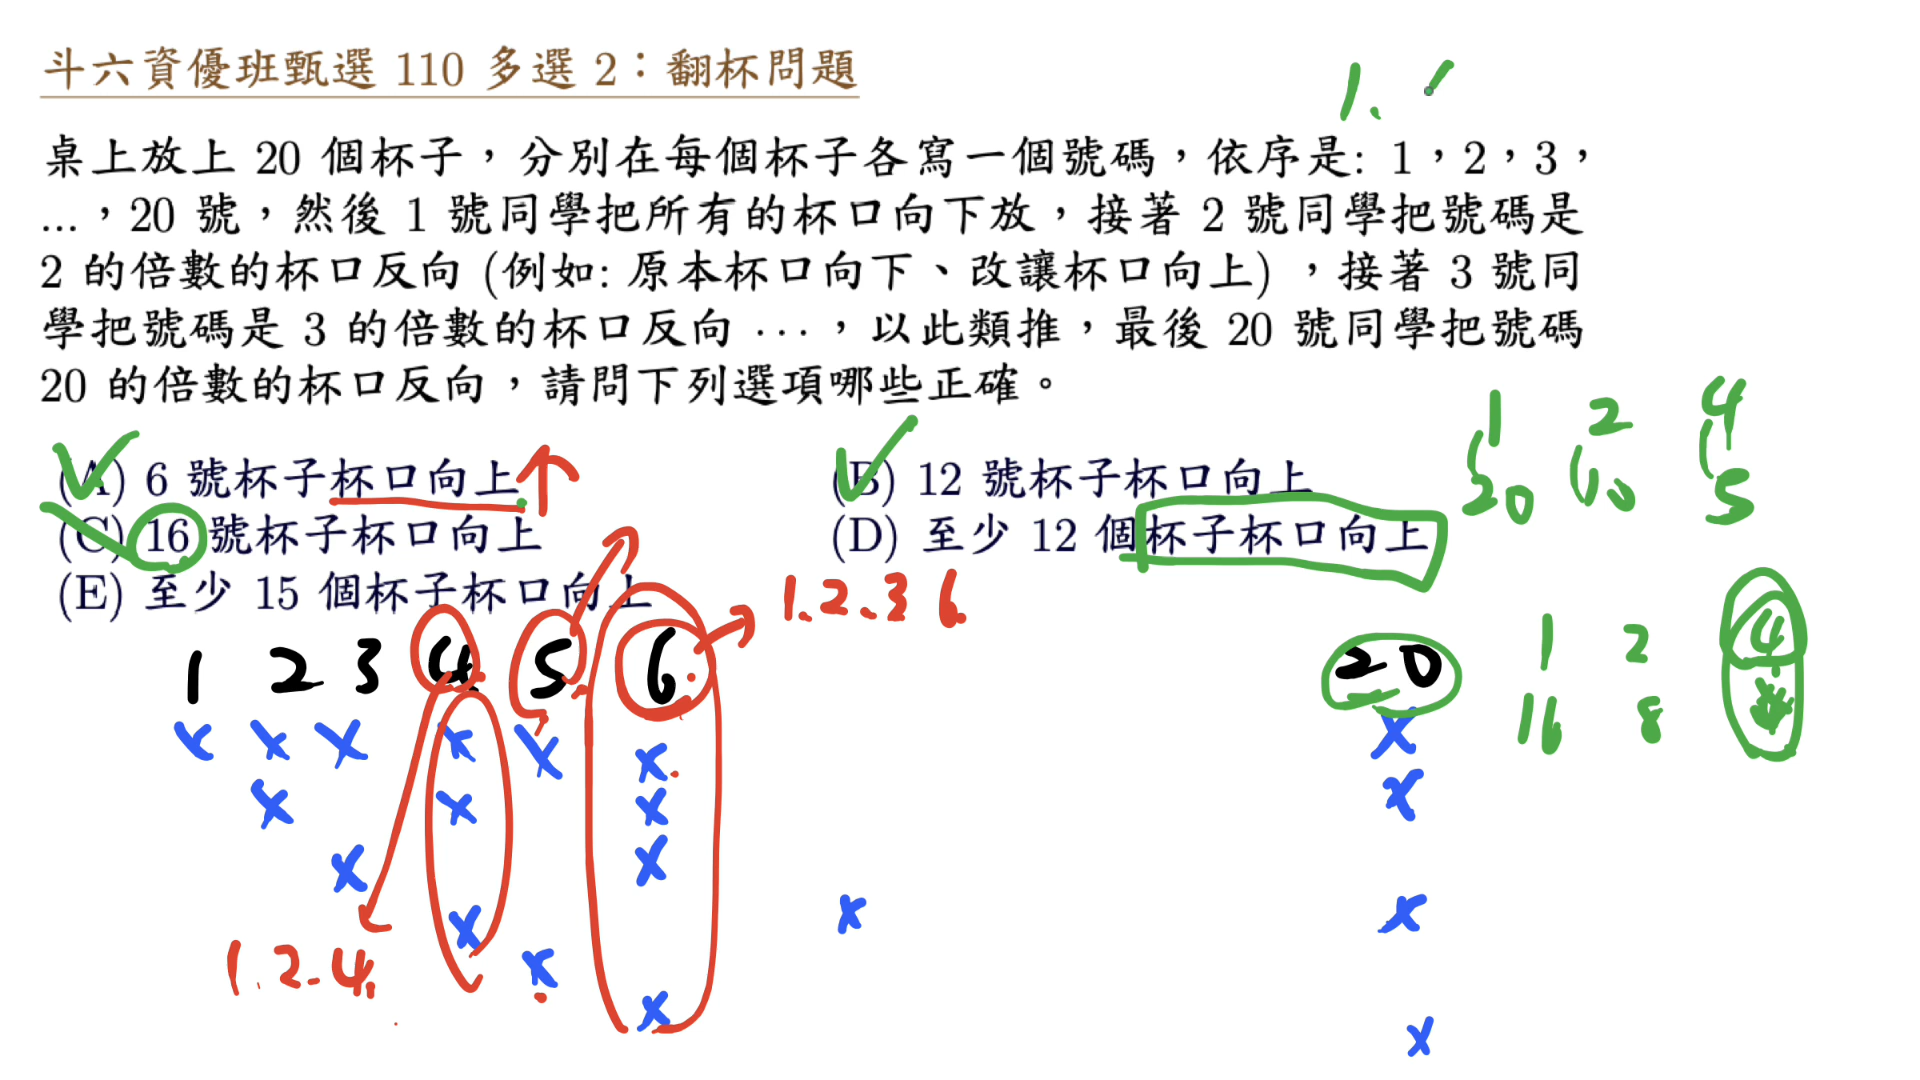 斗六資優班甄選 110 多選 2：翻杯問題
1.
桌上放上 20 個杯子，分別在每個杯子各寫一個號碼，依序是: 1，2，3，
...，20 號，然後 1 號同學把所有的杯口向下放，接著 2 號同學把號碼是
2 的倍數的杯口反向 (例如: 原本杯口向下、改讓杯口向上) ，接著 3 號同
學把號碼是 3 的倍數的杯口反向 ⋯，以此類推，最後 20 號同學把號碼
20 的倍數的杯口反向，請問下列選項哪些正確。
(A) 6 號杯子杯口向上
(B) 12 號杯子杯口向上
(C) 16 號杯子杯口向上
(D) 至少 12 個杯子杯口向上
(E) 至少 15 個杯子杯口向上
1 2 4
20 10 5
1.2.3 6.
1 2 3 4 5 6 20
1 2 4
16 8
x x x x x x x
x x x x
x x
x x x
x
x x
1.2.4.